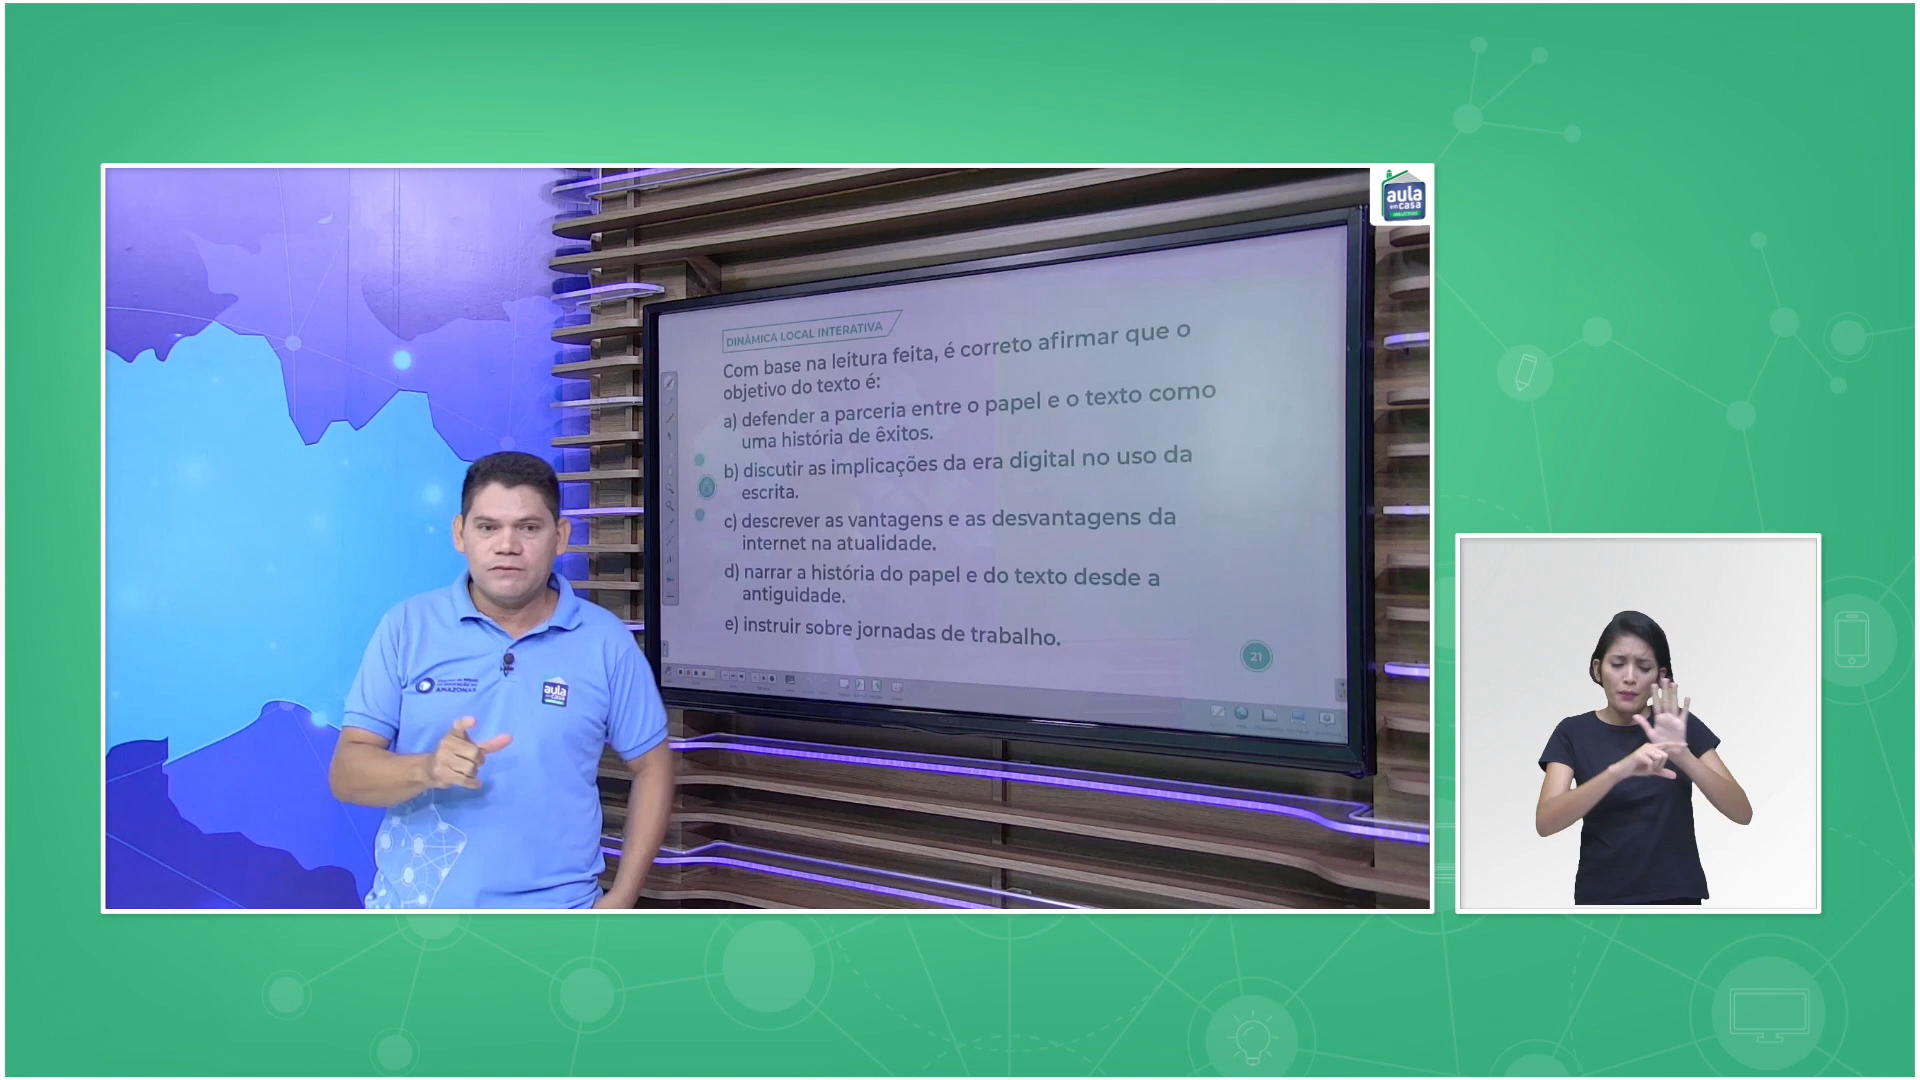 aula
em casa
DINÂMICA LOCAL INTERATIVA
Com base na leitura feita, é correto afirmar que o
objetivo do texto é:
a) defender a parceria entre o papel e o texto como
uma história de êxitos.
b) discutir as implicações da era digital no uso da
escrita.
c) descrever as vantagens e as desvantagens da
internet na atualidade.
d) narrar a história do papel e do texto desde a
antiguidade.
e) instruir sobre jornadas de trabalho.
21
AMAZONAS
aula
em casa